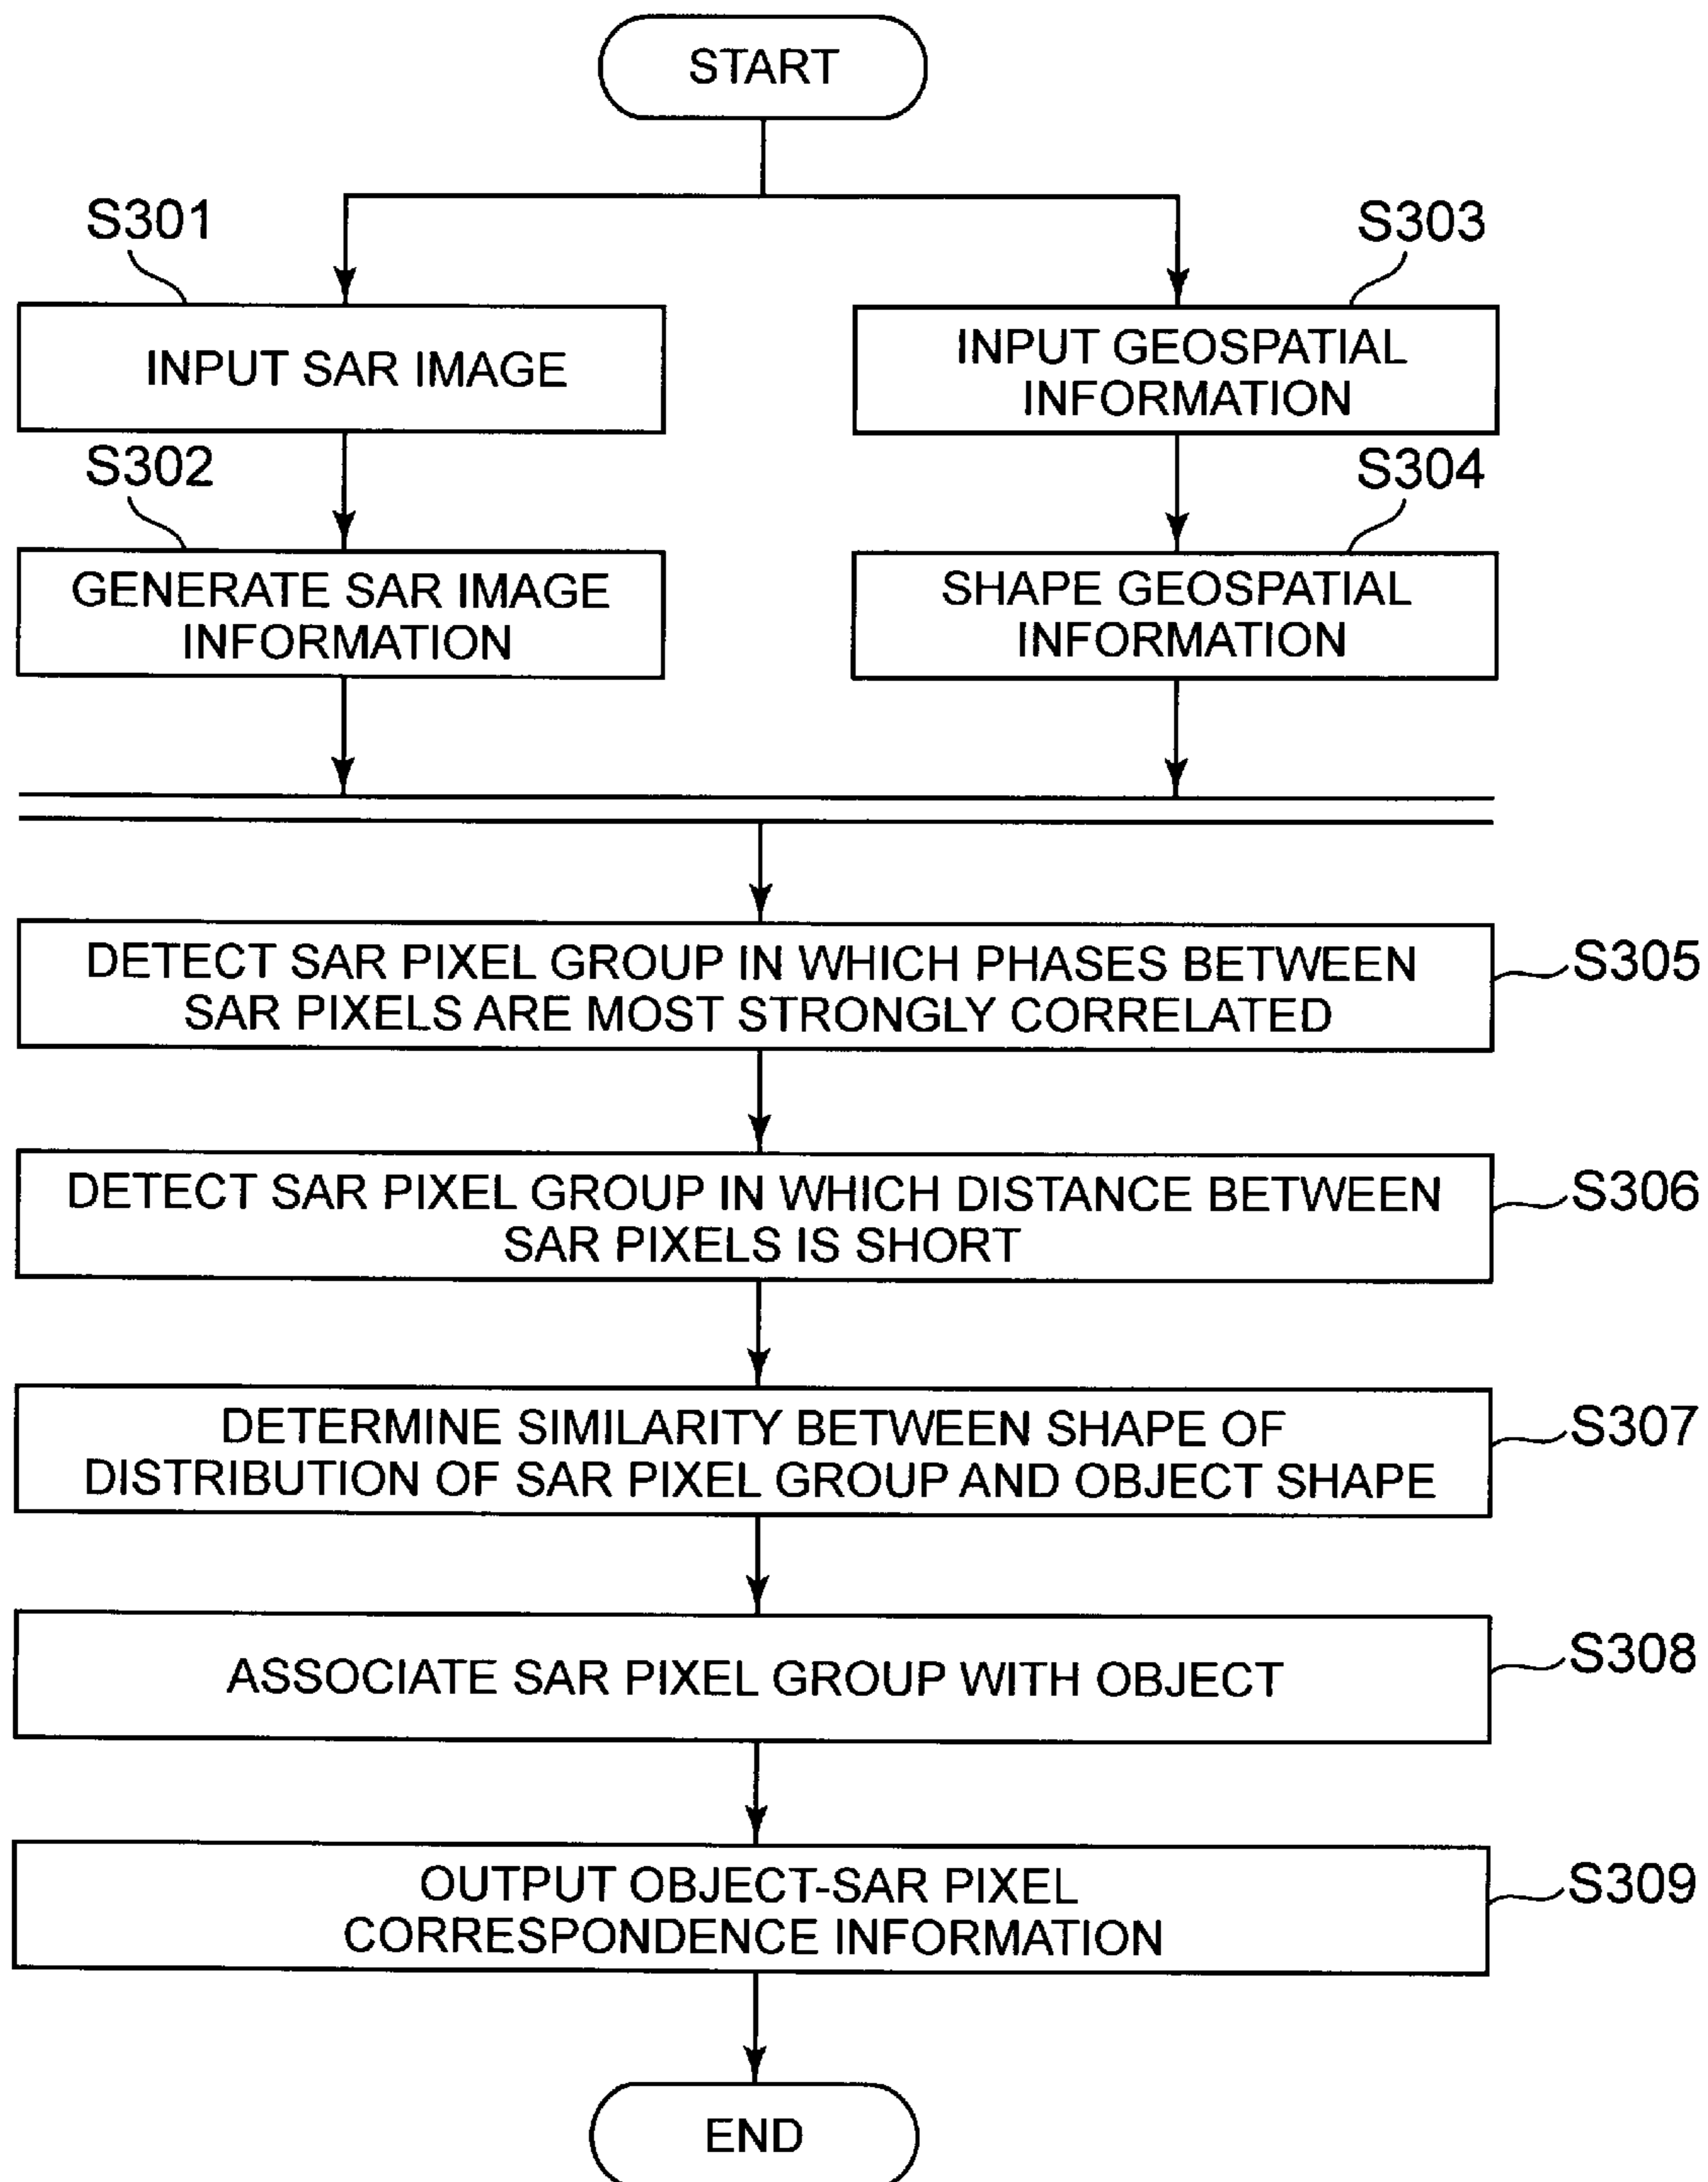 START
S301
S303
INPUT SAR IMAGE
INPUT GEOSPATIAL
INFORMATION
S302
S304
GENERATE SAR IMAGE
INFORMATION
SHAPE GEOSPATIAL
INFORMATION
DETECT SAR PIXEL GROUP IN WHICH PHASES BETWEEN
SAR PIXELS ARE MOST STRONGLY CORRELATED
S305
DETECT SAR PIXEL GROUP IN WHICH DISTANCE BETWEEN
SAR PIXELS IS SHORT
S306
DETERMINE SIMILARITY BETWEEN SHAPE OF
DISTRIBUTION OF SAR PIXEL GROUP AND OBJECT SHAPE
S307
ASSOCIATE SAR PIXEL GROUP WITH OBJECT
S308
OUTPUT OBJECT-SAR PIXEL
CORRESPONDENCE INFORMATION
S309
END